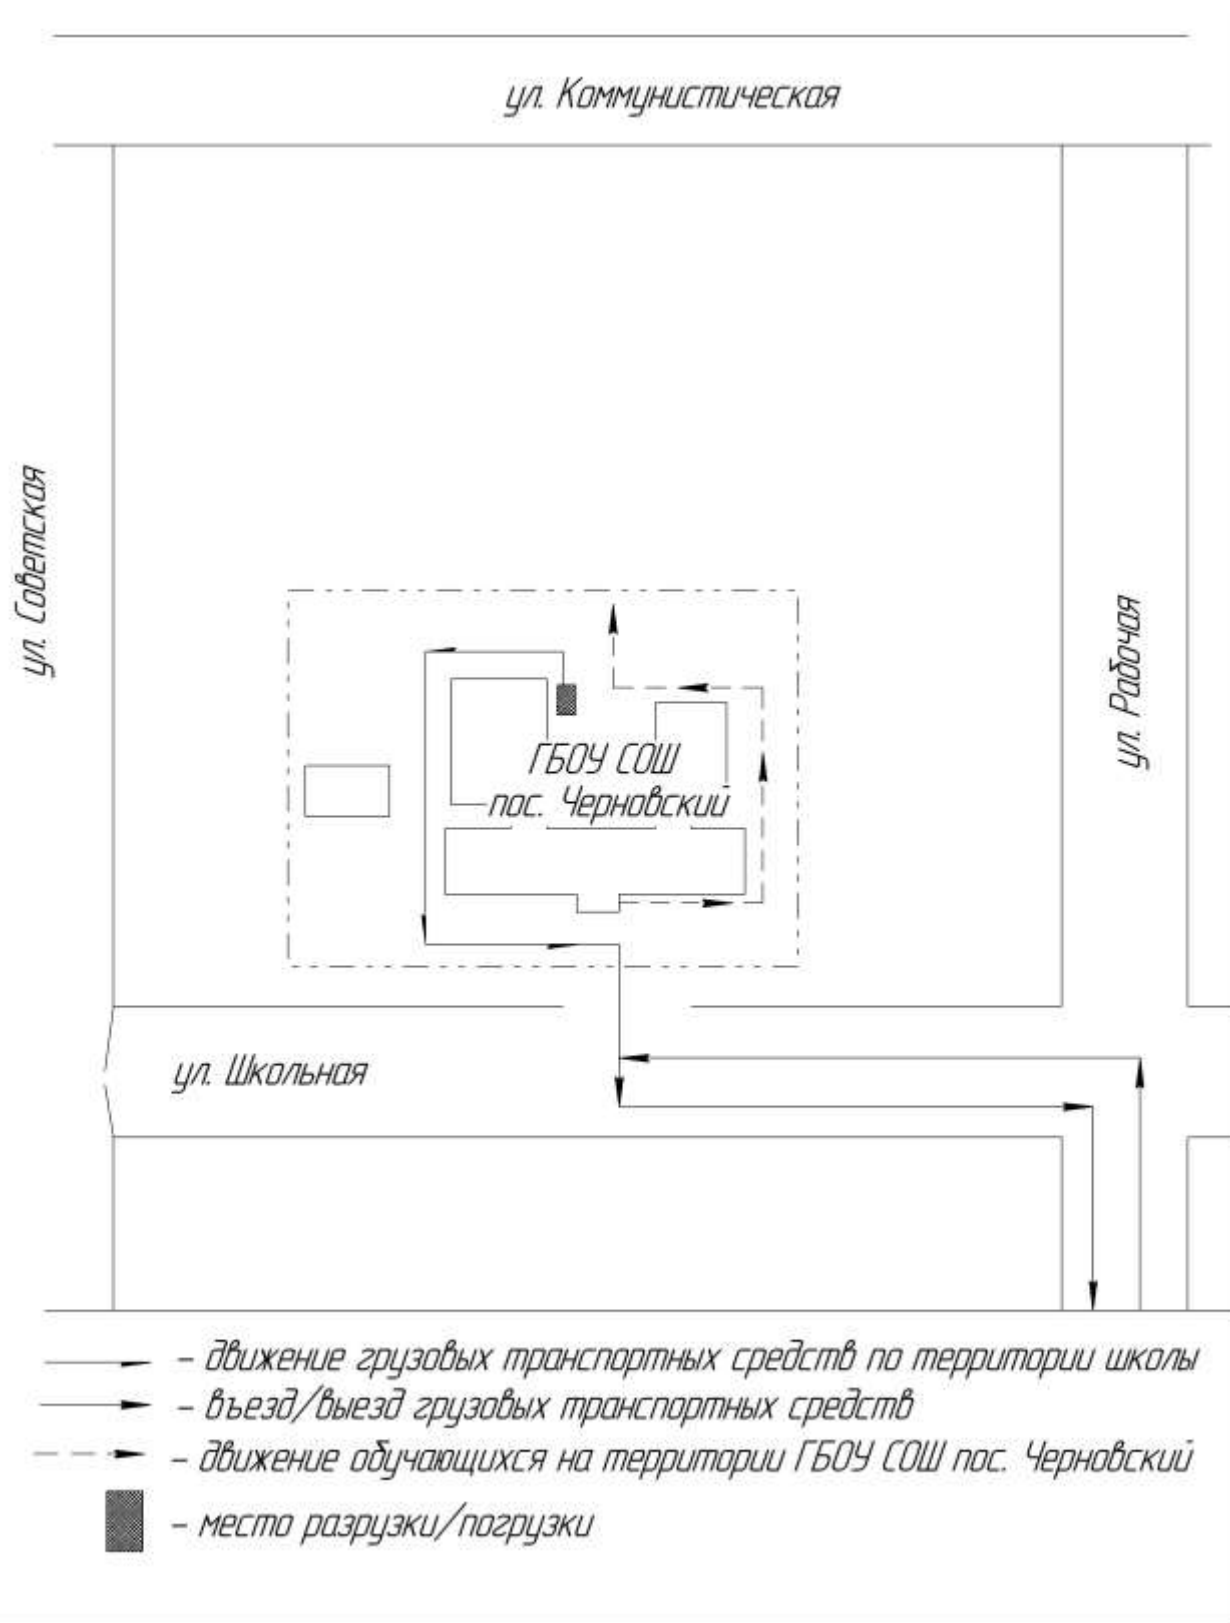 ул. Коммунистическая
ул. Советская
ул. Рабочая
ГБОУ СОШ
пос. Черновский
ул. Школьная
- движение грузовых транспортных средств по территории школы
- въезд/выезд грузовых транспортных средств
- движение обучающихся на территории ГБОУ СОШ пос. Черновский
- место разрузки/погрузки